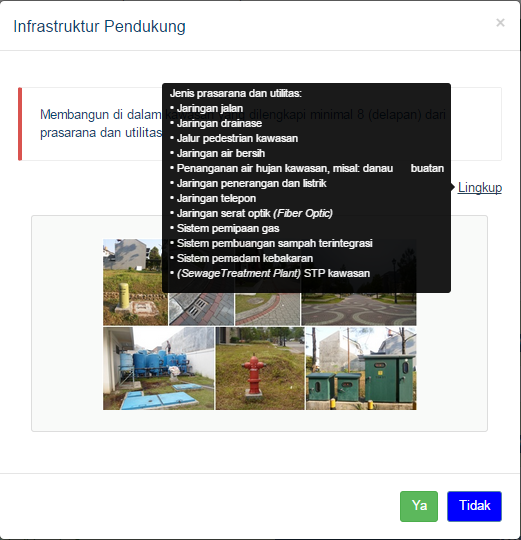 Infrastruktur Pendukung
×
Jenis prasarana dan utilitas:
• Jaringan jalan
• Jaringan drainase
• Jalur pedestrian kawasan
• Jaringan air bersih
• Penanganan air hujan kawasan, misal: danau buatan
• Jaringan penerangan dan listrik
• Jaringan telepon
• Jaringan serat optik (Fiber Optic)
• Sistem pemipaan gas
• Sistem pembuangan sampah terintegrasi
• Sistem pemadam kebakaran
• (SewageTreatment Plant) STP kawasan
Membangun di dalam kawasan yang dilengkapi minimal 8 (delapan) dari
prasarana dan utilitas
Lingkup
Ya
Tidak